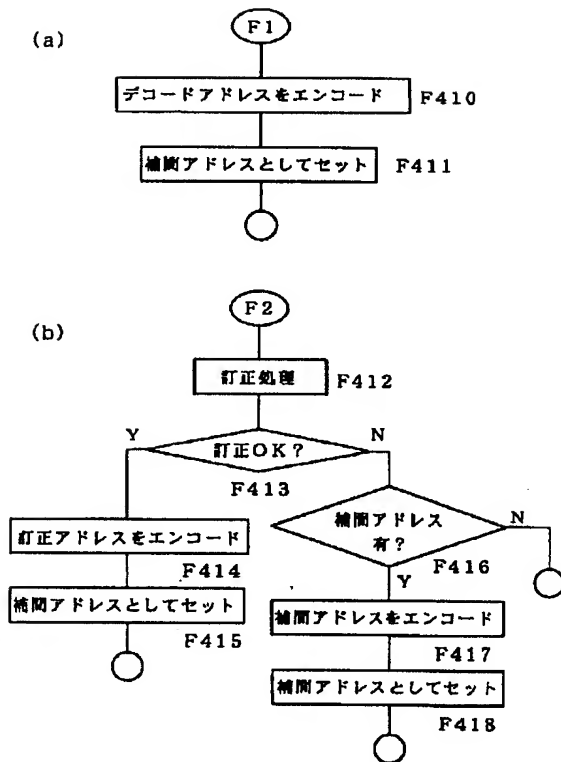 (a)
F1
デコードアドレスをエンコード
F410
補間アドレスとしてセット
F411
(b)
F2
訂正処理
F412
Y
訂正OK?
N
F413
訂正アドレスをエンコード
F414
補間アドレスとしてセット
F415
補間アドレス
有?
N
F416
Y
補間アドレスをエンコード
F417
補間アドレスとしてセット
F418